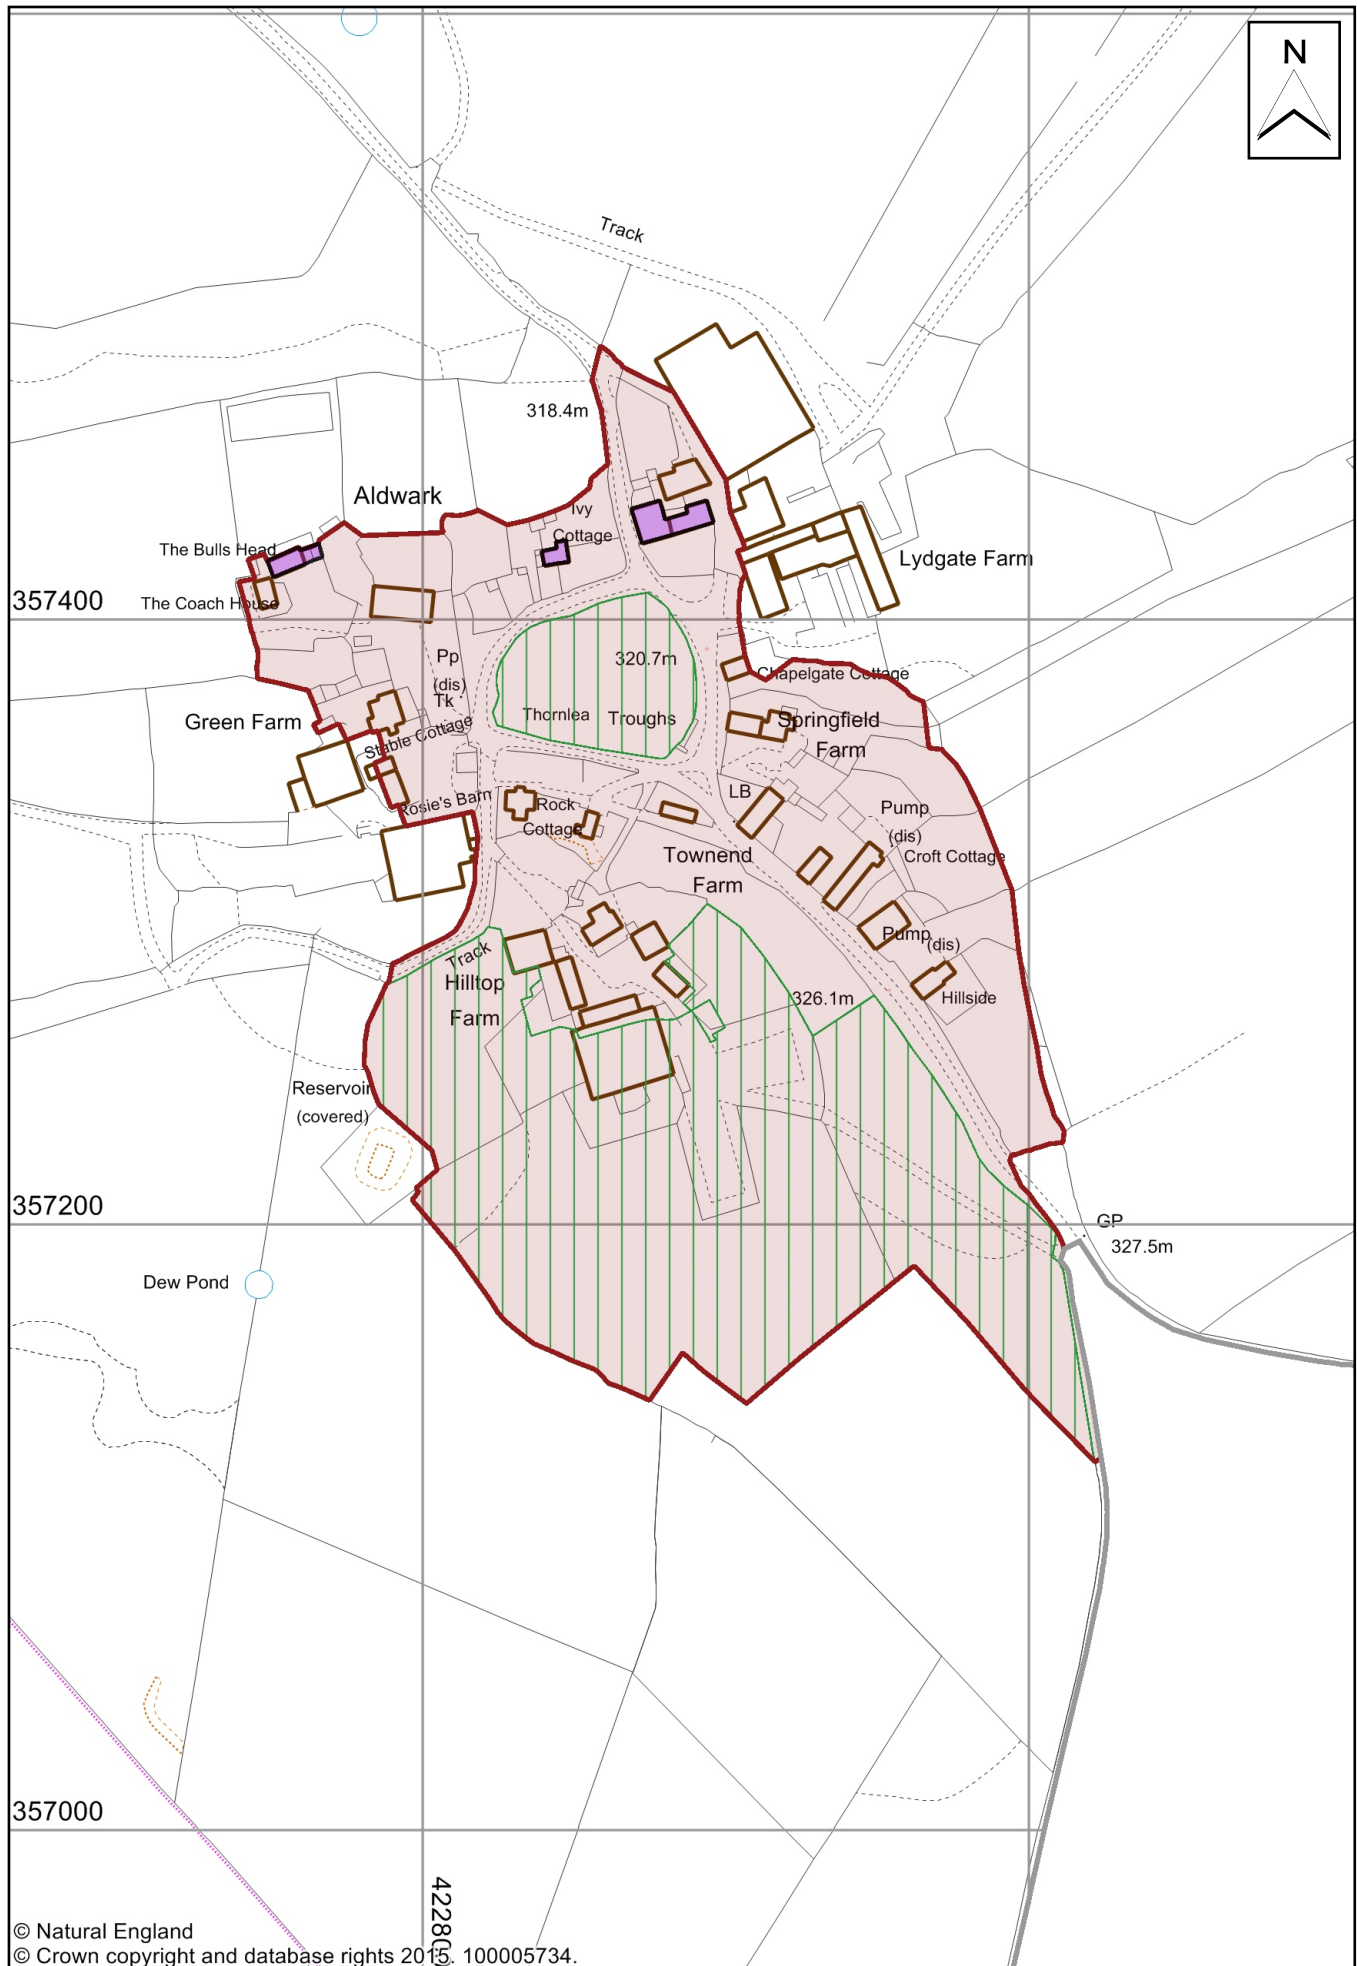 N
Track
318.4m
Aldwark
Ivy
Cottage
The Bulls Head
Lydgate Farm
The Coach House
357400
Pp
(dis)
Tk
320.7m
Chapelgate Cottage
Thornlea
Troughs
Green Farm
Stable Cottage
Springfield
Farm
LB
Rosie's Barn
Rock
Cottage
Pump
(dis)
Croft Cottage
Townend
Farm
Pump
(dis)
Track
Hilltop
Farm
326.1m
Hillside
Reservoir
(covered)
357200
GP
327.5m
Dew Pond
357000
42280
© Natural England
© Crown copyright and database rights 2015. 100005734.